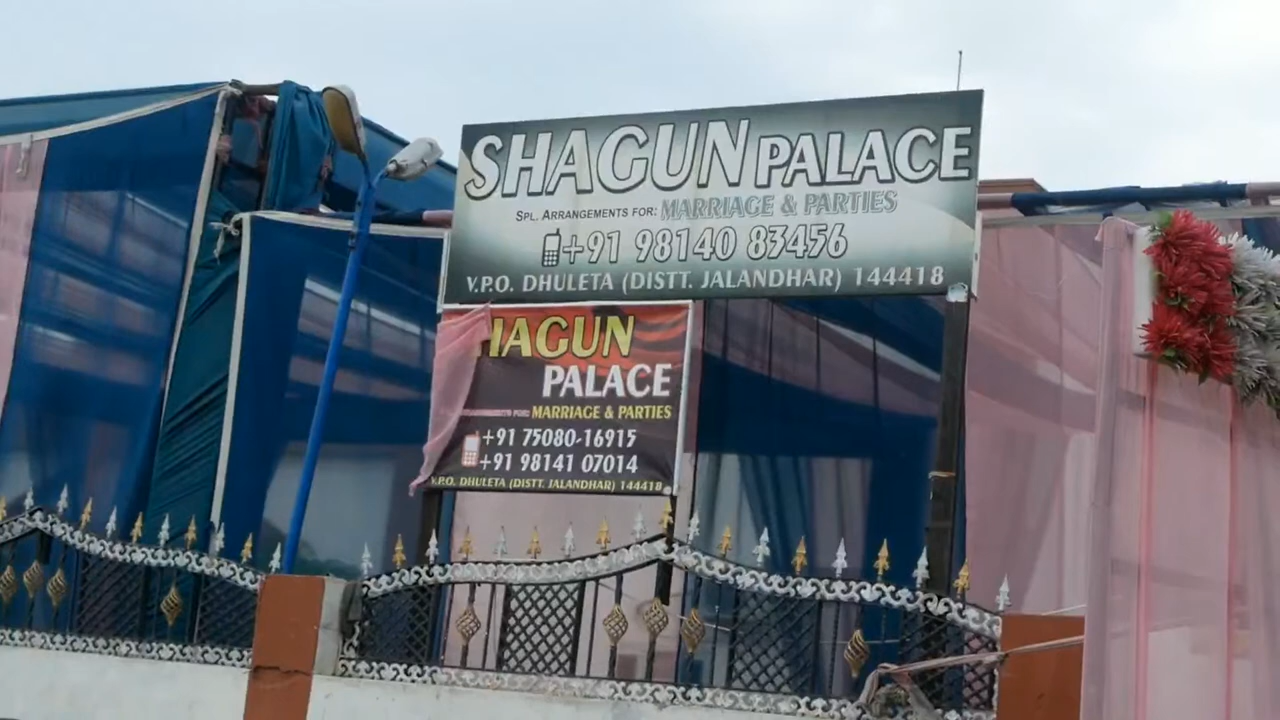 SHAGUN PALACE
SPL. ARRANGEMENTS FOR: MARRIAGE & PARTIES
+91 98140 83456
V.P.O. DHULETA (DISTT. JALANDHAR) 144418
HAGUN
PALACE
MARRIAGE & PARTIES
+91 75080-16915
+91 98141 07014
V.P.O. DHULETA (DISTT. JALANDHAR) 144418